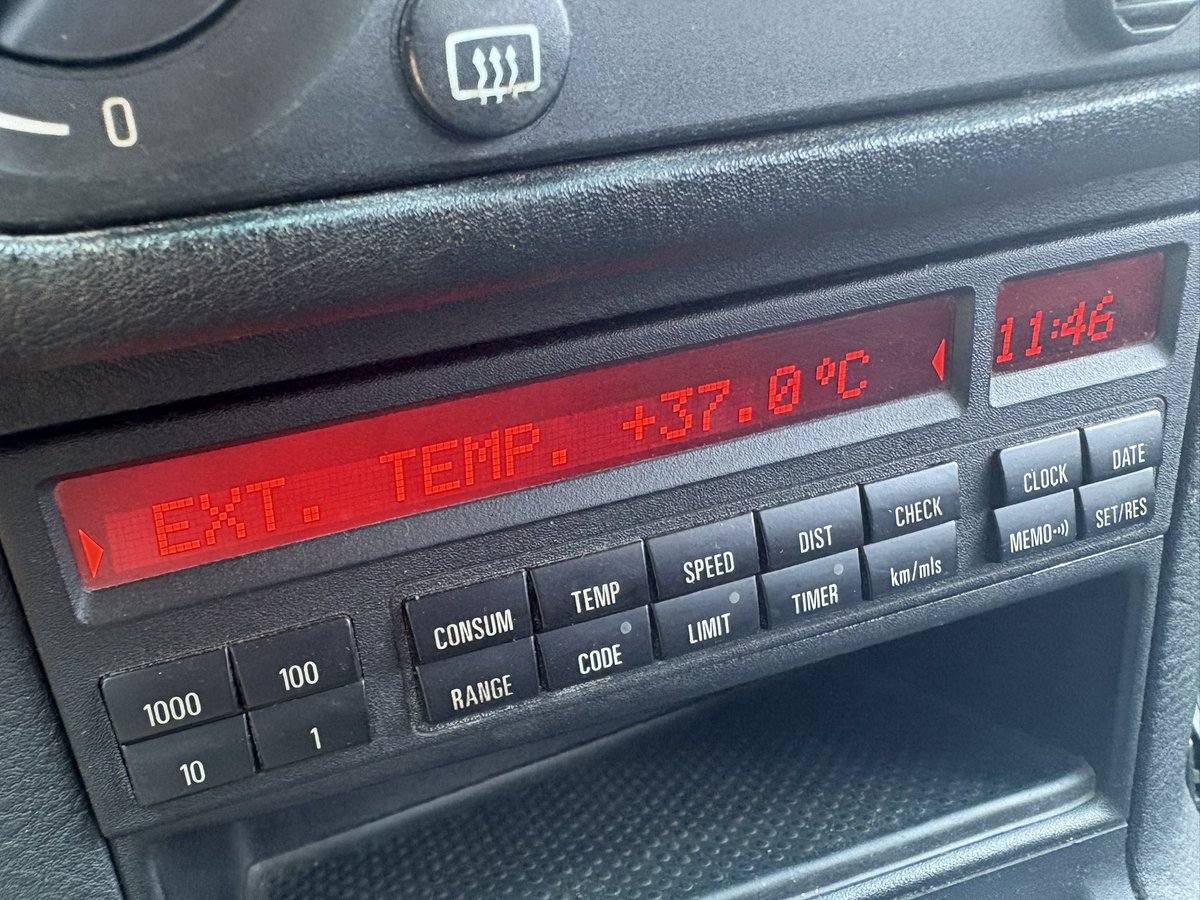 0
EXT. TEMP. +37.0 ºC
11:46
1000 100
10 1
CONSUM TEMP SPEED DIST CHECK
RANGE CODE LIMIT TIMER km/mls
CLOCK DATE
MEMO SET/RES